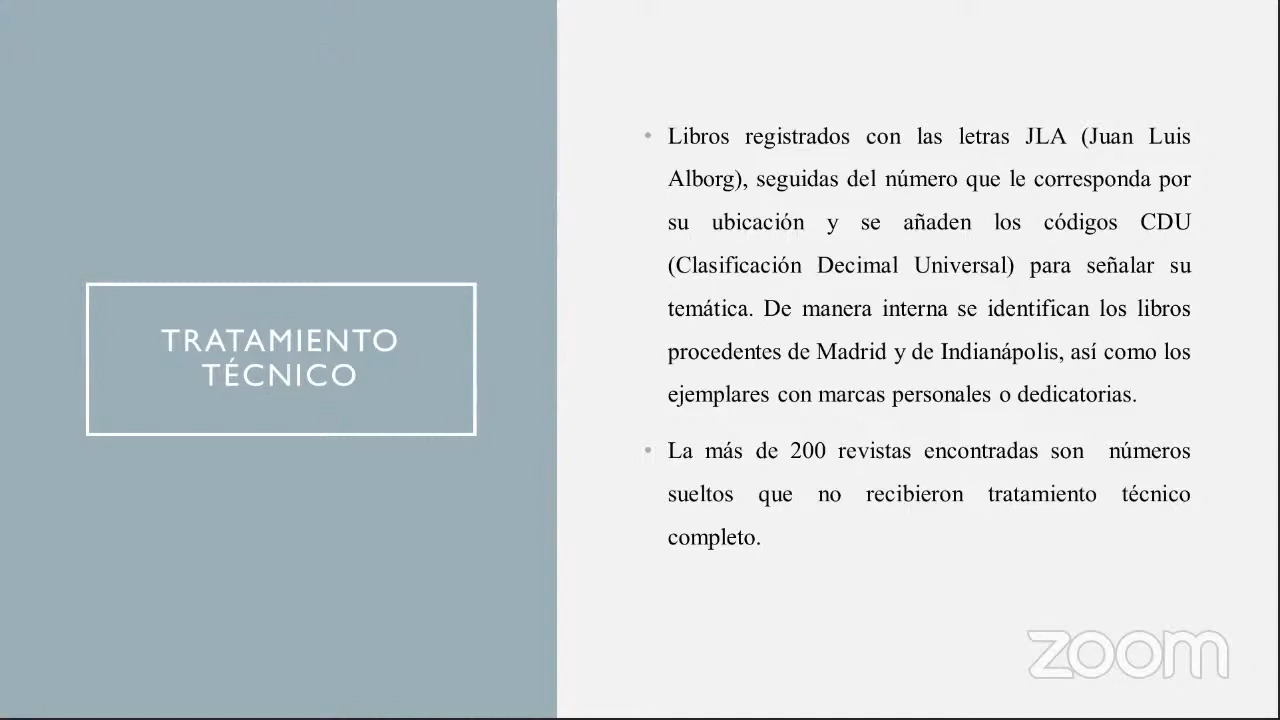 TRATAMIENTO
TÉCNICO
• Libros registrados con las letras JLA (Juan Luis
Alborg), seguidas del número que le corresponda por
su ubicación y se añaden los códigos CDU
(Clasificación Decimal Universal) para señalar su
temática. De manera interna se identifican los libros
procedentes de Madrid y de Indianápolis, así como los
ejemplares con marcas personales o dedicatorias.
• La más de 200 revistas encontradas son números
sueltos que no recibieron tratamiento técnico
completo.
zoom